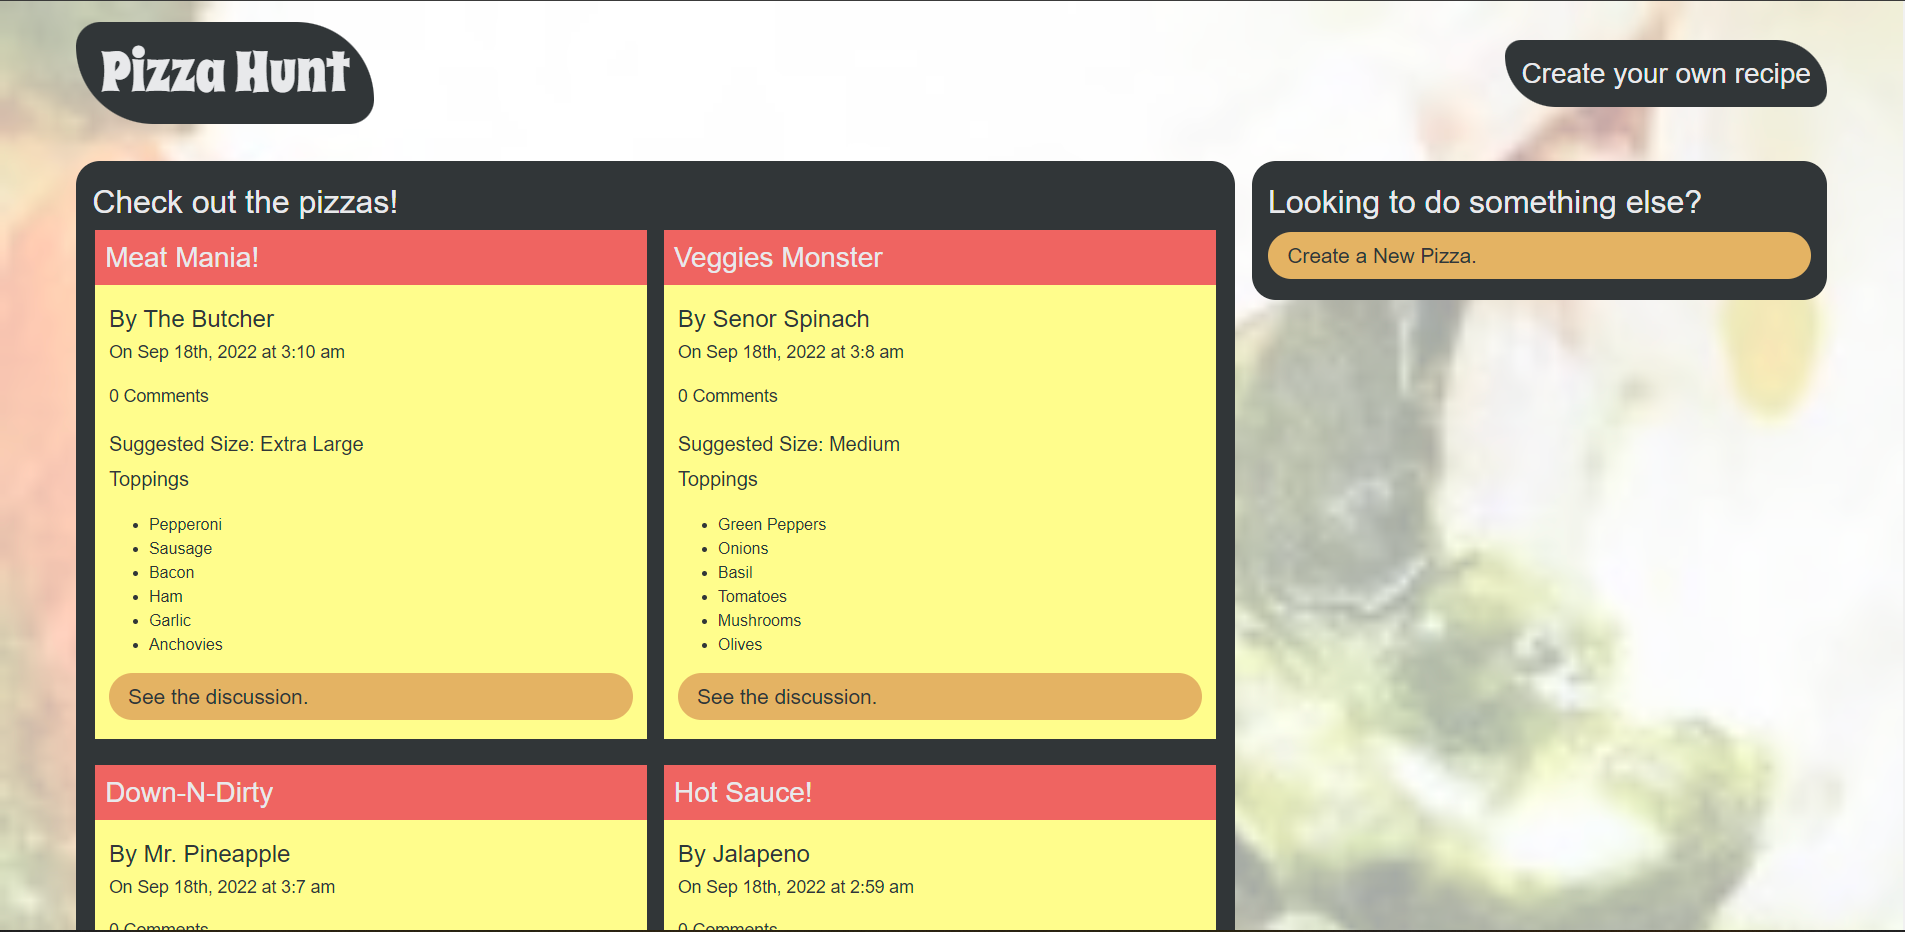 Pizza Hunt
Create your own recipe
Check out the pizzas!
Meat Mania!
By The Butcher
On Sep 18th, 2022 at 3:10 am
0 Comments
Suggested Size: Extra Large
Toppings
Pepperoni
Sausage
Bacon
Ham
Garlic
Anchovies
See the discussion.
Veggies Monster
By Senor Spinach
On Sep 18th, 2022 at 3:8 am
0 Comments
Suggested Size: Medium
Toppings
Green Peppers
Onions
Basil
Tomatoes
Mushrooms
Olives
See the discussion.
Down-N-Dirty
By Mr. Pineapple
On Sep 18th, 2022 at 3:7 am
0 Comments
Hot Sauce!
By Jalapeno
On Sep 18th, 2022 at 2:59 am
0 Comments
Looking to do something else?
Create a New Pizza.